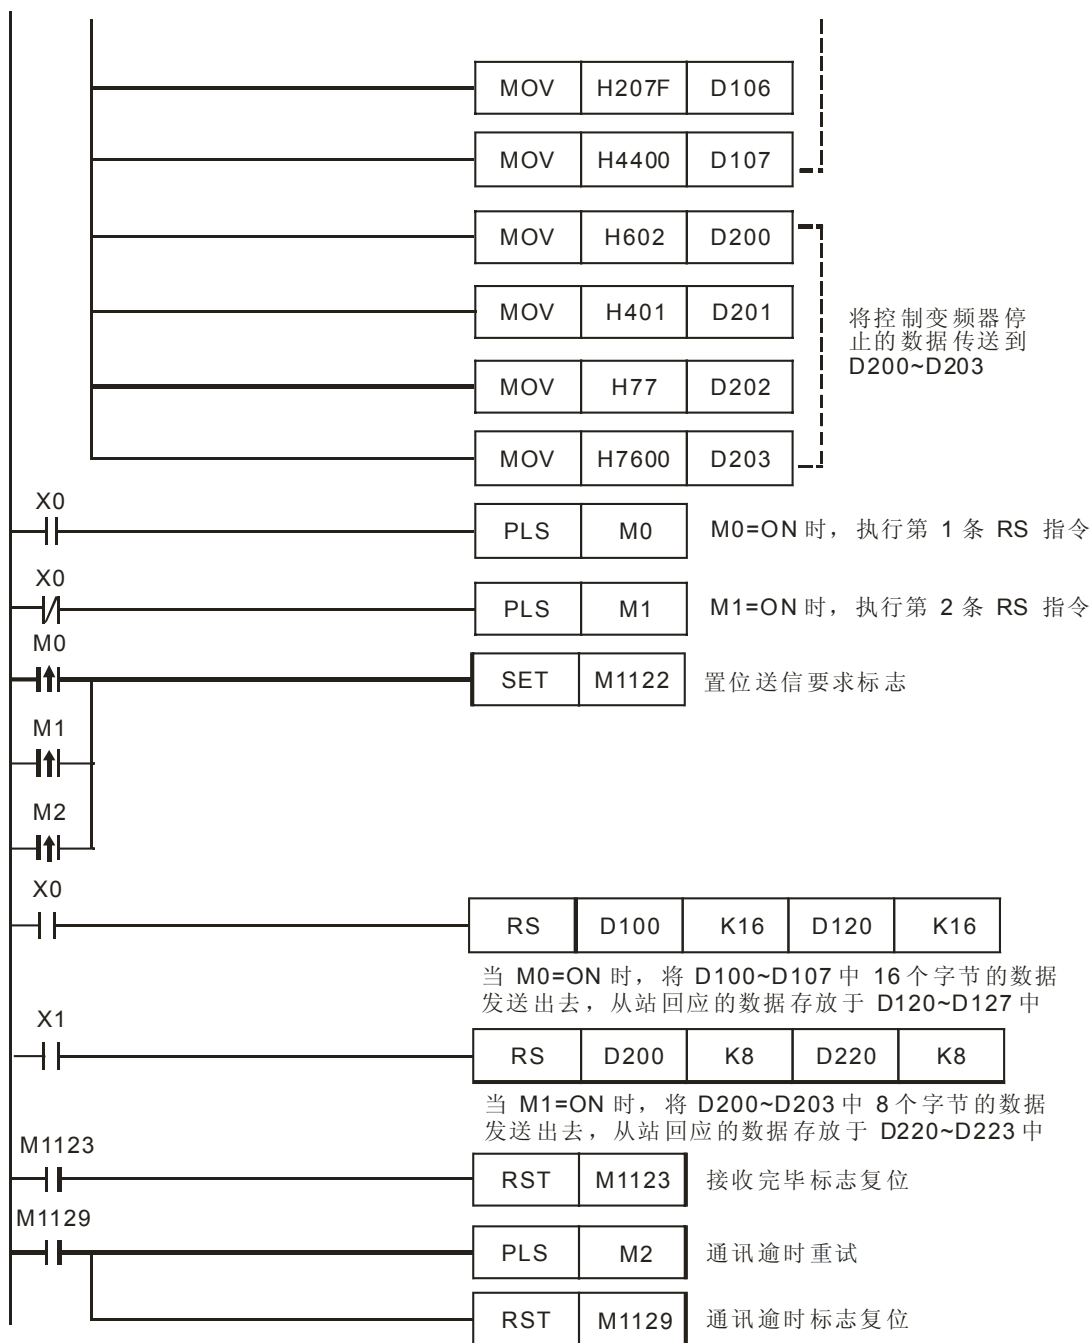 MOV H207F D106
MOV H4400 D107
MOV H602 D200
MOV H401 D201
将控制变频器停
止的数据传送到
D200~D203
MOV H77 D202
MOV H7600 D203
X0
PLS M0 M0=ON 时，执行第 1 条 RS 指令
X0
PLS M1 M1=ON 时，执行第 2 条 RS 指令
M0
SET M1122 置位送信要求标志
M1
M2
X0
RS D100 K16 D120 K16
当 M0=ON 时，将 D100~D107 中 16 个字节的数据
发送出去，从站回应的数据存放于 D120~D127 中
X1
RS D200 K8 D220 K8
当 M1=ON 时，将 D200~D203 中 8 个字节的数据
发送出去，从站回应的数据存放于 D220~D223 中
M1123
RST M1123 接收完毕标志复位
M1129
PLS M2 通讯逾时重试
RST M1129 通讯逾时标志复位